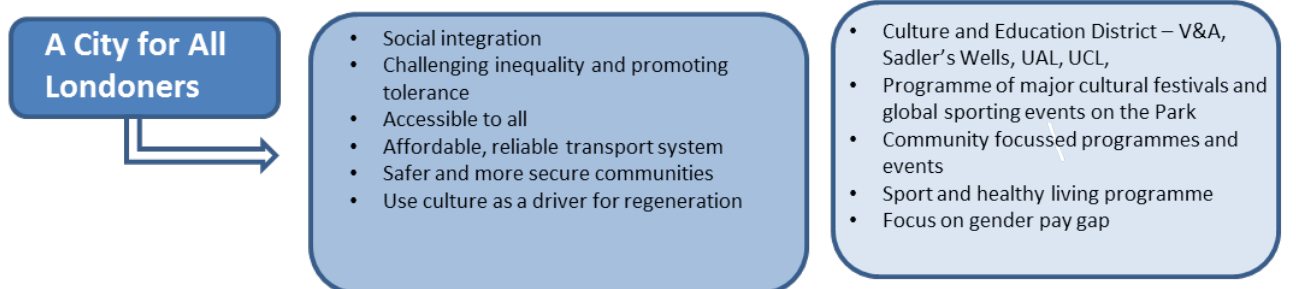 A City for All
Londoners
• Social integration
• Challenging inequality and promoting
tolerance
• Accessible to all
• Affordable, reliable transport system
• Safer and more secure communities
• Use culture as a driver for regeneration
• Culture and Education District – V&A,
Sadler's Wells, UAL, UCL,
• Programme of major cultural festivals and
global sporting events on the Park
• Community focussed programmes and
events
• Sport and healthy living programme
• Focus on gender pay gap